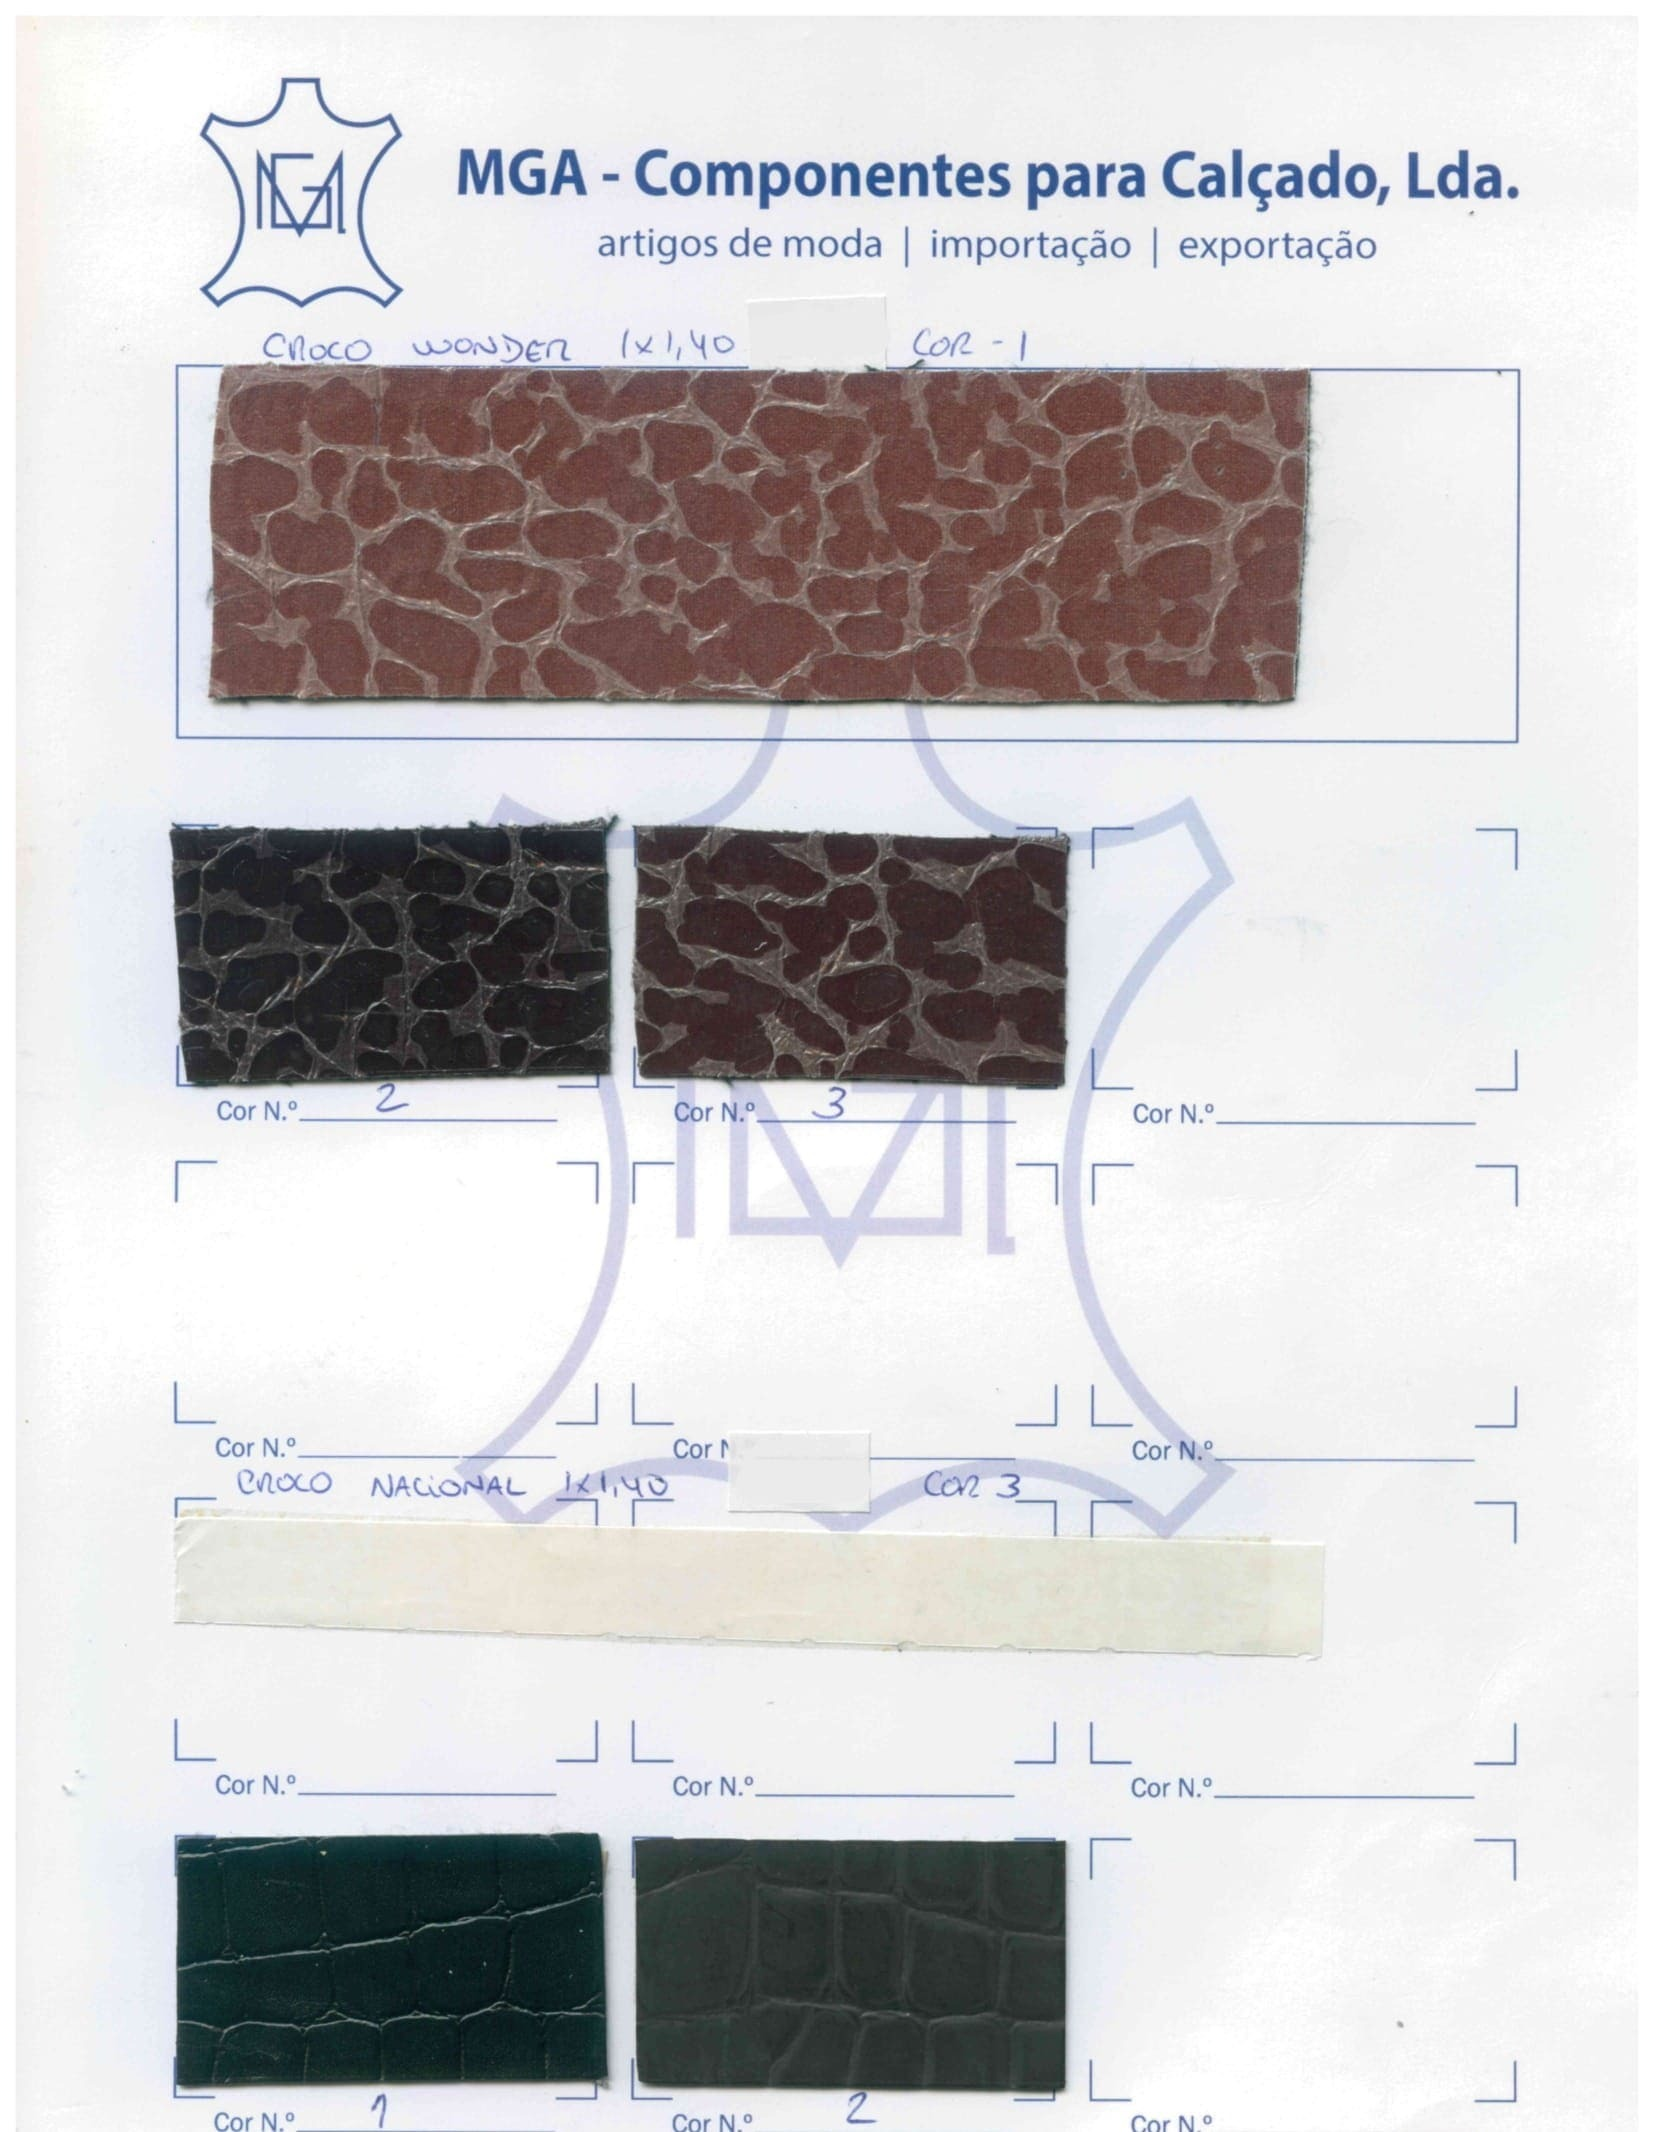 MGA
MGA - Componentes para Calçado, Lda.
artigos de moda | importação | exportação
CROCO WONDER 1x1,40 COR - 1
Cor N.º 2 Cor N.º 3 Cor N.º
Cor N.º Cor N Cor N.º
CROCO NACIONAL 1x1,40 COR 3
Cor N.º Cor N.º Cor N.º
Cor N.º 1 Cor N.º 2 Cor N.º